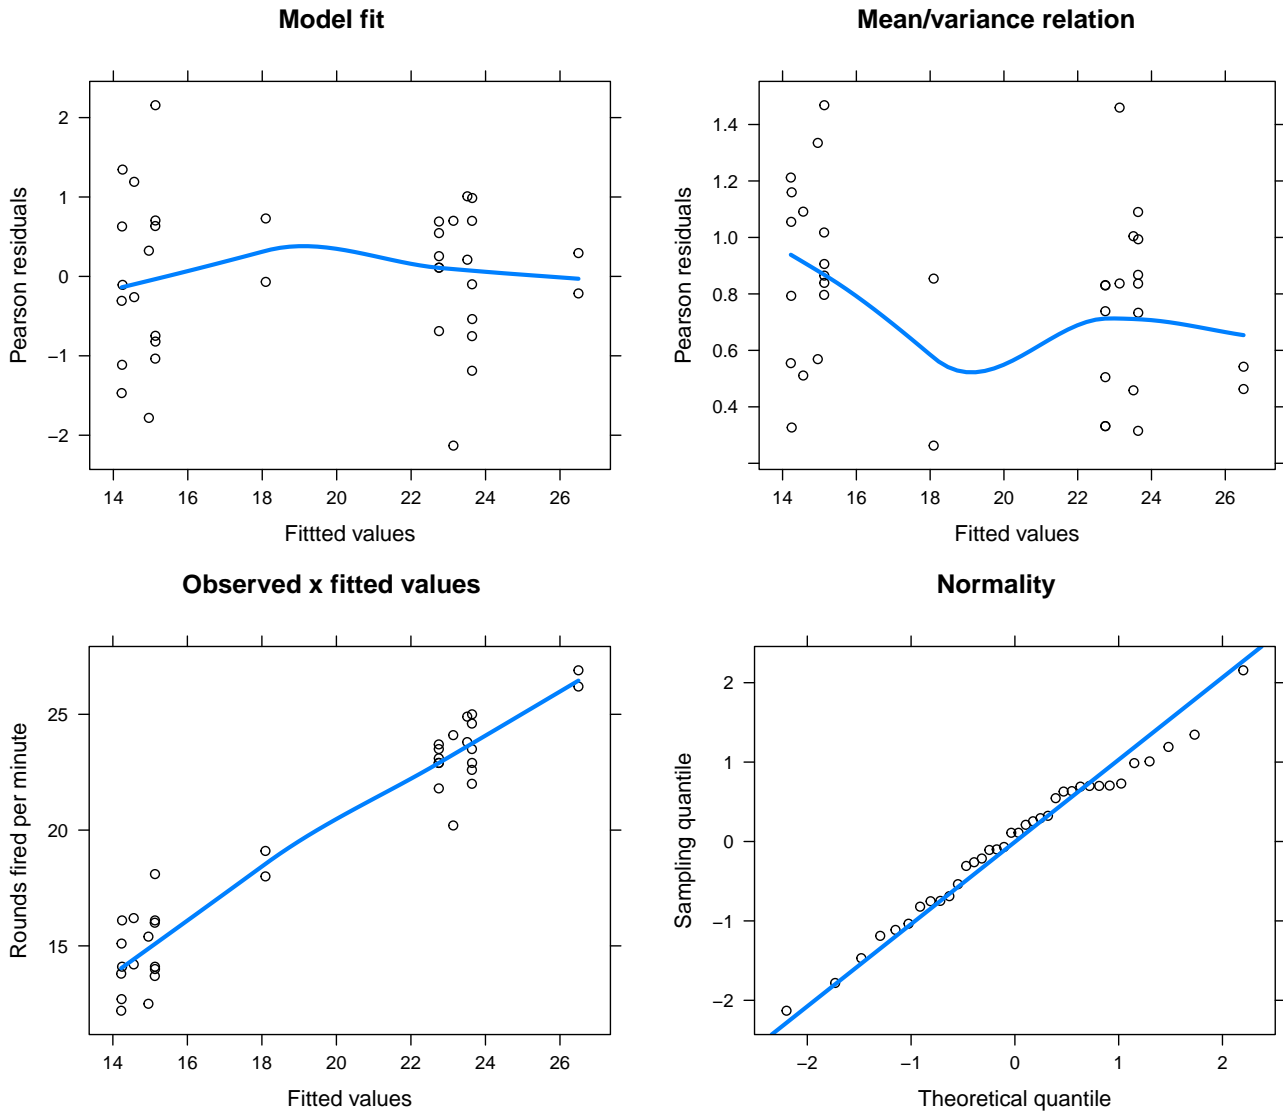 Model fit
Mean/variance relation
Pearson residuals
2
1
0
−1
−2
14 16 18 20 22 24 26
Fittted values
Pearson residuals
1.4
1.2
1.0
0.8
0.6
0.4
14 16 18 20 22 24 26
Fitted values
Observed x fitted values
Normality
Rounds fired per minute
25
20
15
14 16 18 20 22 24 26
Fitted values
Sampling quantile
2
1
0
−1
−2
−2 −1 0 1 2
Theoretical quantile